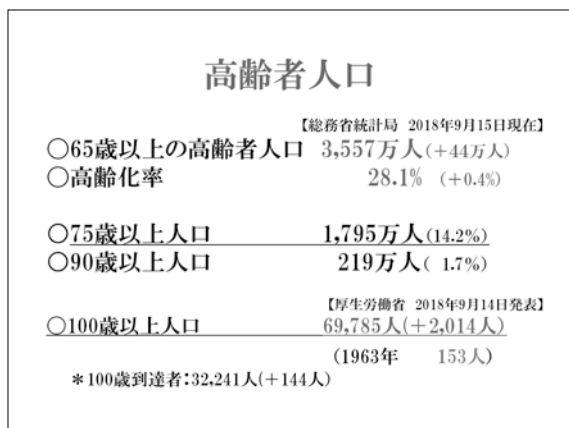 高齢者人口
【総務省統計局 2018年9月15日現在】
○65歳以上の高齢者人口 3,557万人(+44万人)
○高齢化率 28.1% (+0.4%)
○75歳以上人口 1,795万人(14.2%)
○90歳以上人口 219万人( 1.7%)
【厚生労働省 2018年9月14日発表】
○100歳以上人口 69,785人(+2,014人)
(1963年 153人)
*100歳到達者:32,241人(+144人)